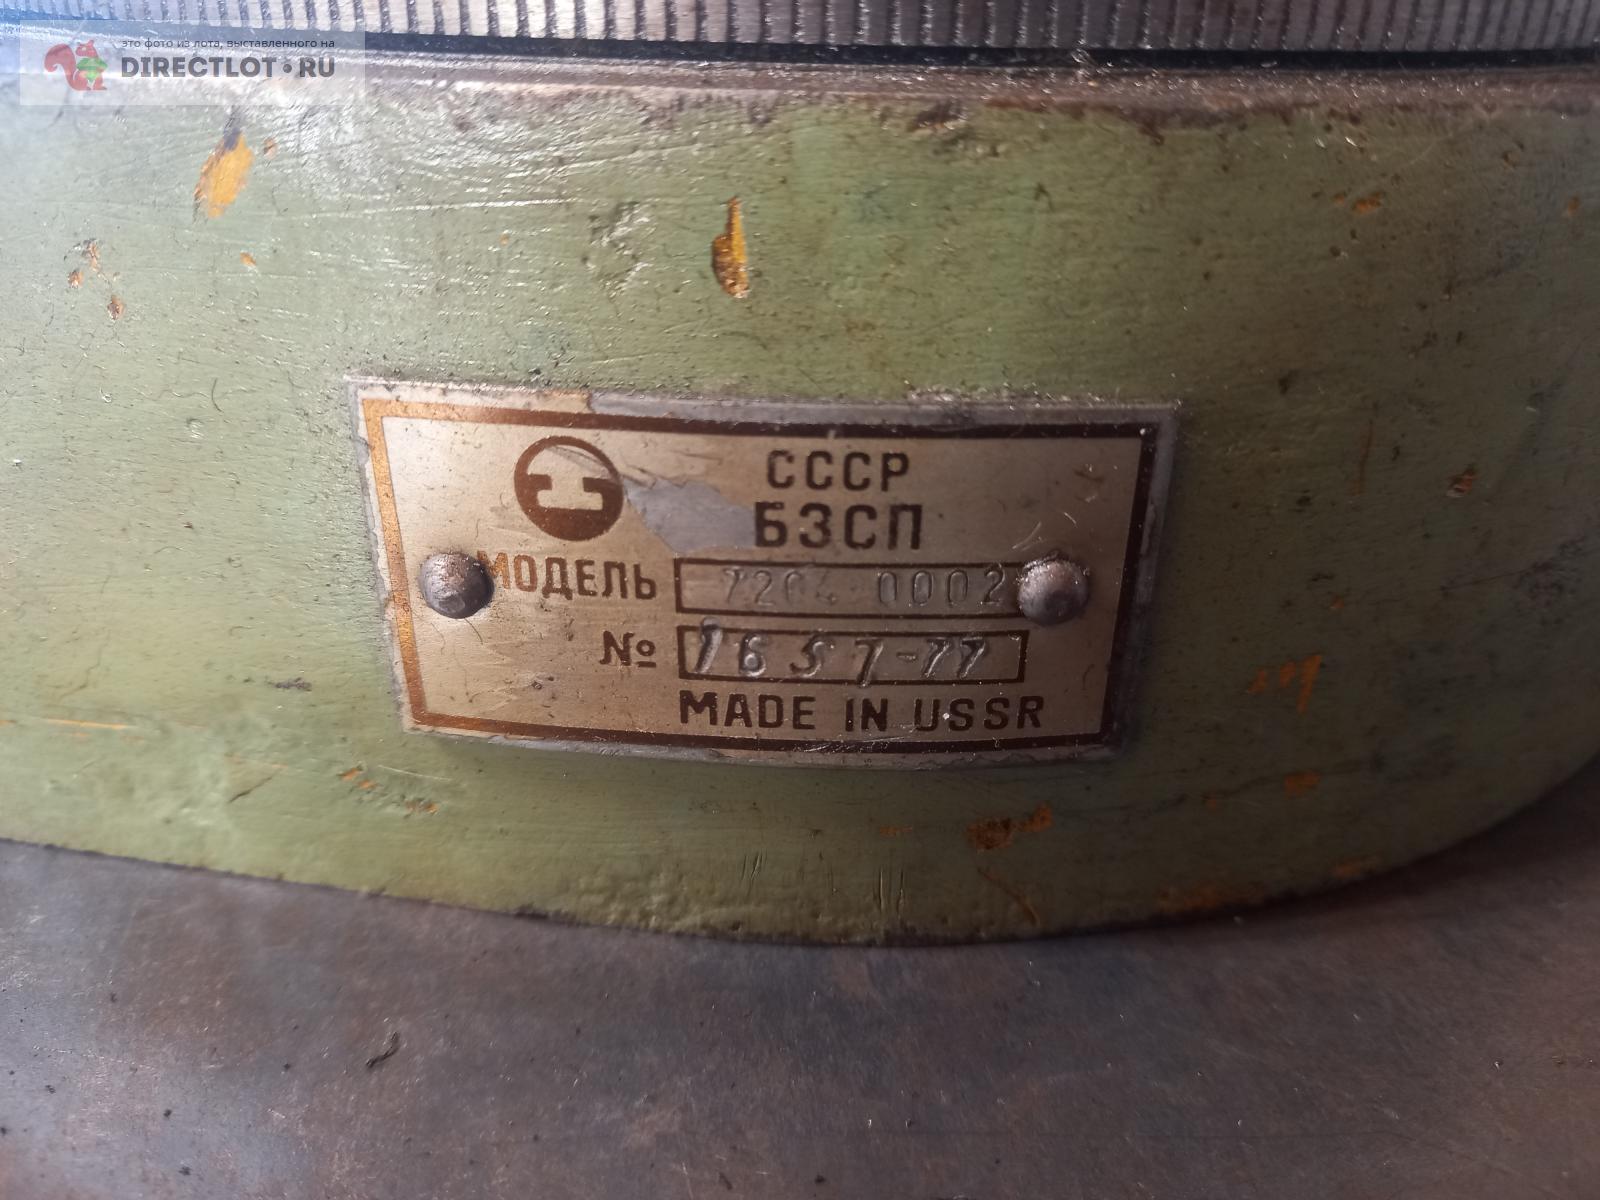 это фото из лота, выставленного на
DIRECTLOT.RU
СССР
БЗСП
МОДЕЛЬ 7204 0002
№ 1657-77
MADE IN USSR